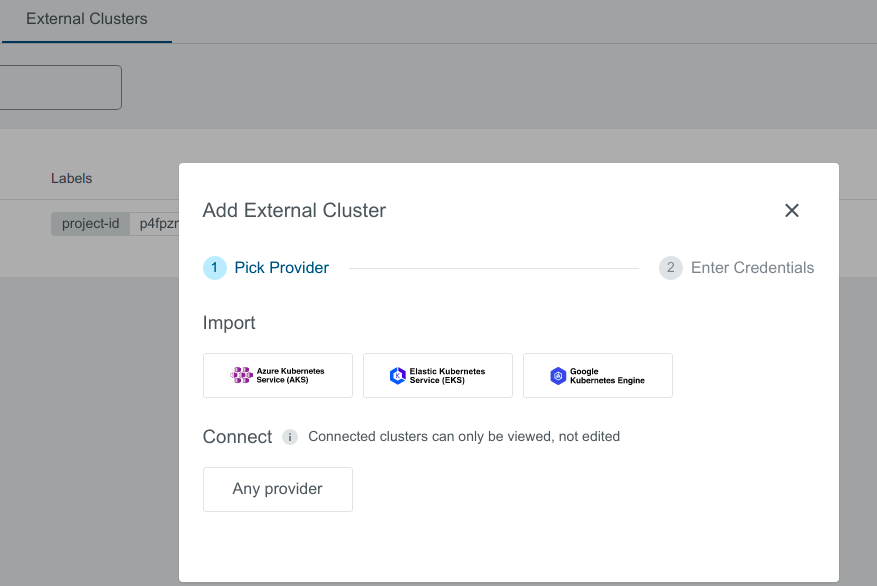 External Clusters
Labels
project-id
Add External Cluster
1 Pick Provider
2 Enter Credentials
Import
Azure Kubernetes
Service (AKS)
Elastic Kubernetes
Service (EKS)
Google
Kubernetes Engine
Connect i Connected clusters can only be viewed, not edited
Any provider